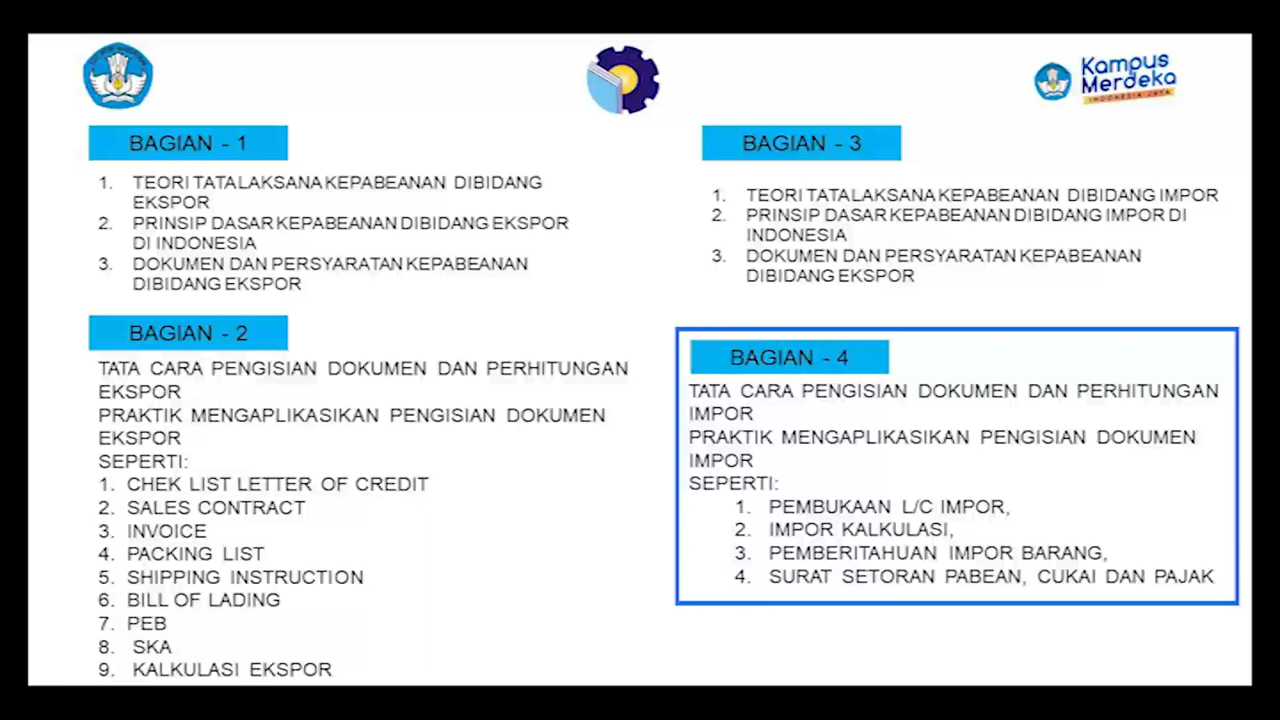 Kampus
Merdeka
INDONESIA JAYA
BAGIAN - 1
1. TEORI TATALAKSANA KEPABEANAN DIBIDANG
EKSPOR
2. PRINSIP DASAR KEPABEANAN DIBIDANG EKSPOR
DI INDONESIA
3. DOKUMEN DAN PERSYARATAN KEPABEANAN
DIBIDANG EKSPOR
BAGIAN - 2
TATA CARA PENGISIAN DOKUMEN DAN PERHITUNGAN
EKSPOR
PRAKTIK MENGAPLIKASIKAN PENGISIAN DOKUMEN
EKSPOR
SEPERTI:
1. CHEK LIST LETTER OF CREDIT
2. SALES CONTRACT
3. INVOICE
4. PACKING LIST
5. SHIPPING INSTRUCTION
6. BILL OF LADING
7. PEB
8. SKA
9. KALKULASI EKSPOR
BAGIAN - 3
1. TEORI TATALAKSANA KEPABEANAN DIBIDANG IMPOR
2. PRINSIP DASAR KEPABEANAN DIBIDANG IMPOR DI
INDONESIA
3. DOKUMEN DAN PERSYARATAN KEPABEANAN
DIBIDANG EKSPOR
BAGIAN - 4
TATA CARA PENGISIAN DOKUMEN DAN PERHITUNGAN
IMPOR
PRAKTIK MENGAPLIKASIKAN PENGISIAN DOKUMEN
IMPOR
SEPERTI:
1. PEMBUKAAN L/C IMPOR,
2. IMPOR KALKULASI,
3. PEMBERITAHUAN IMPOR BARANG,
4. SURAT SETORAN PABEAN, CUKAI DAN PAJAK